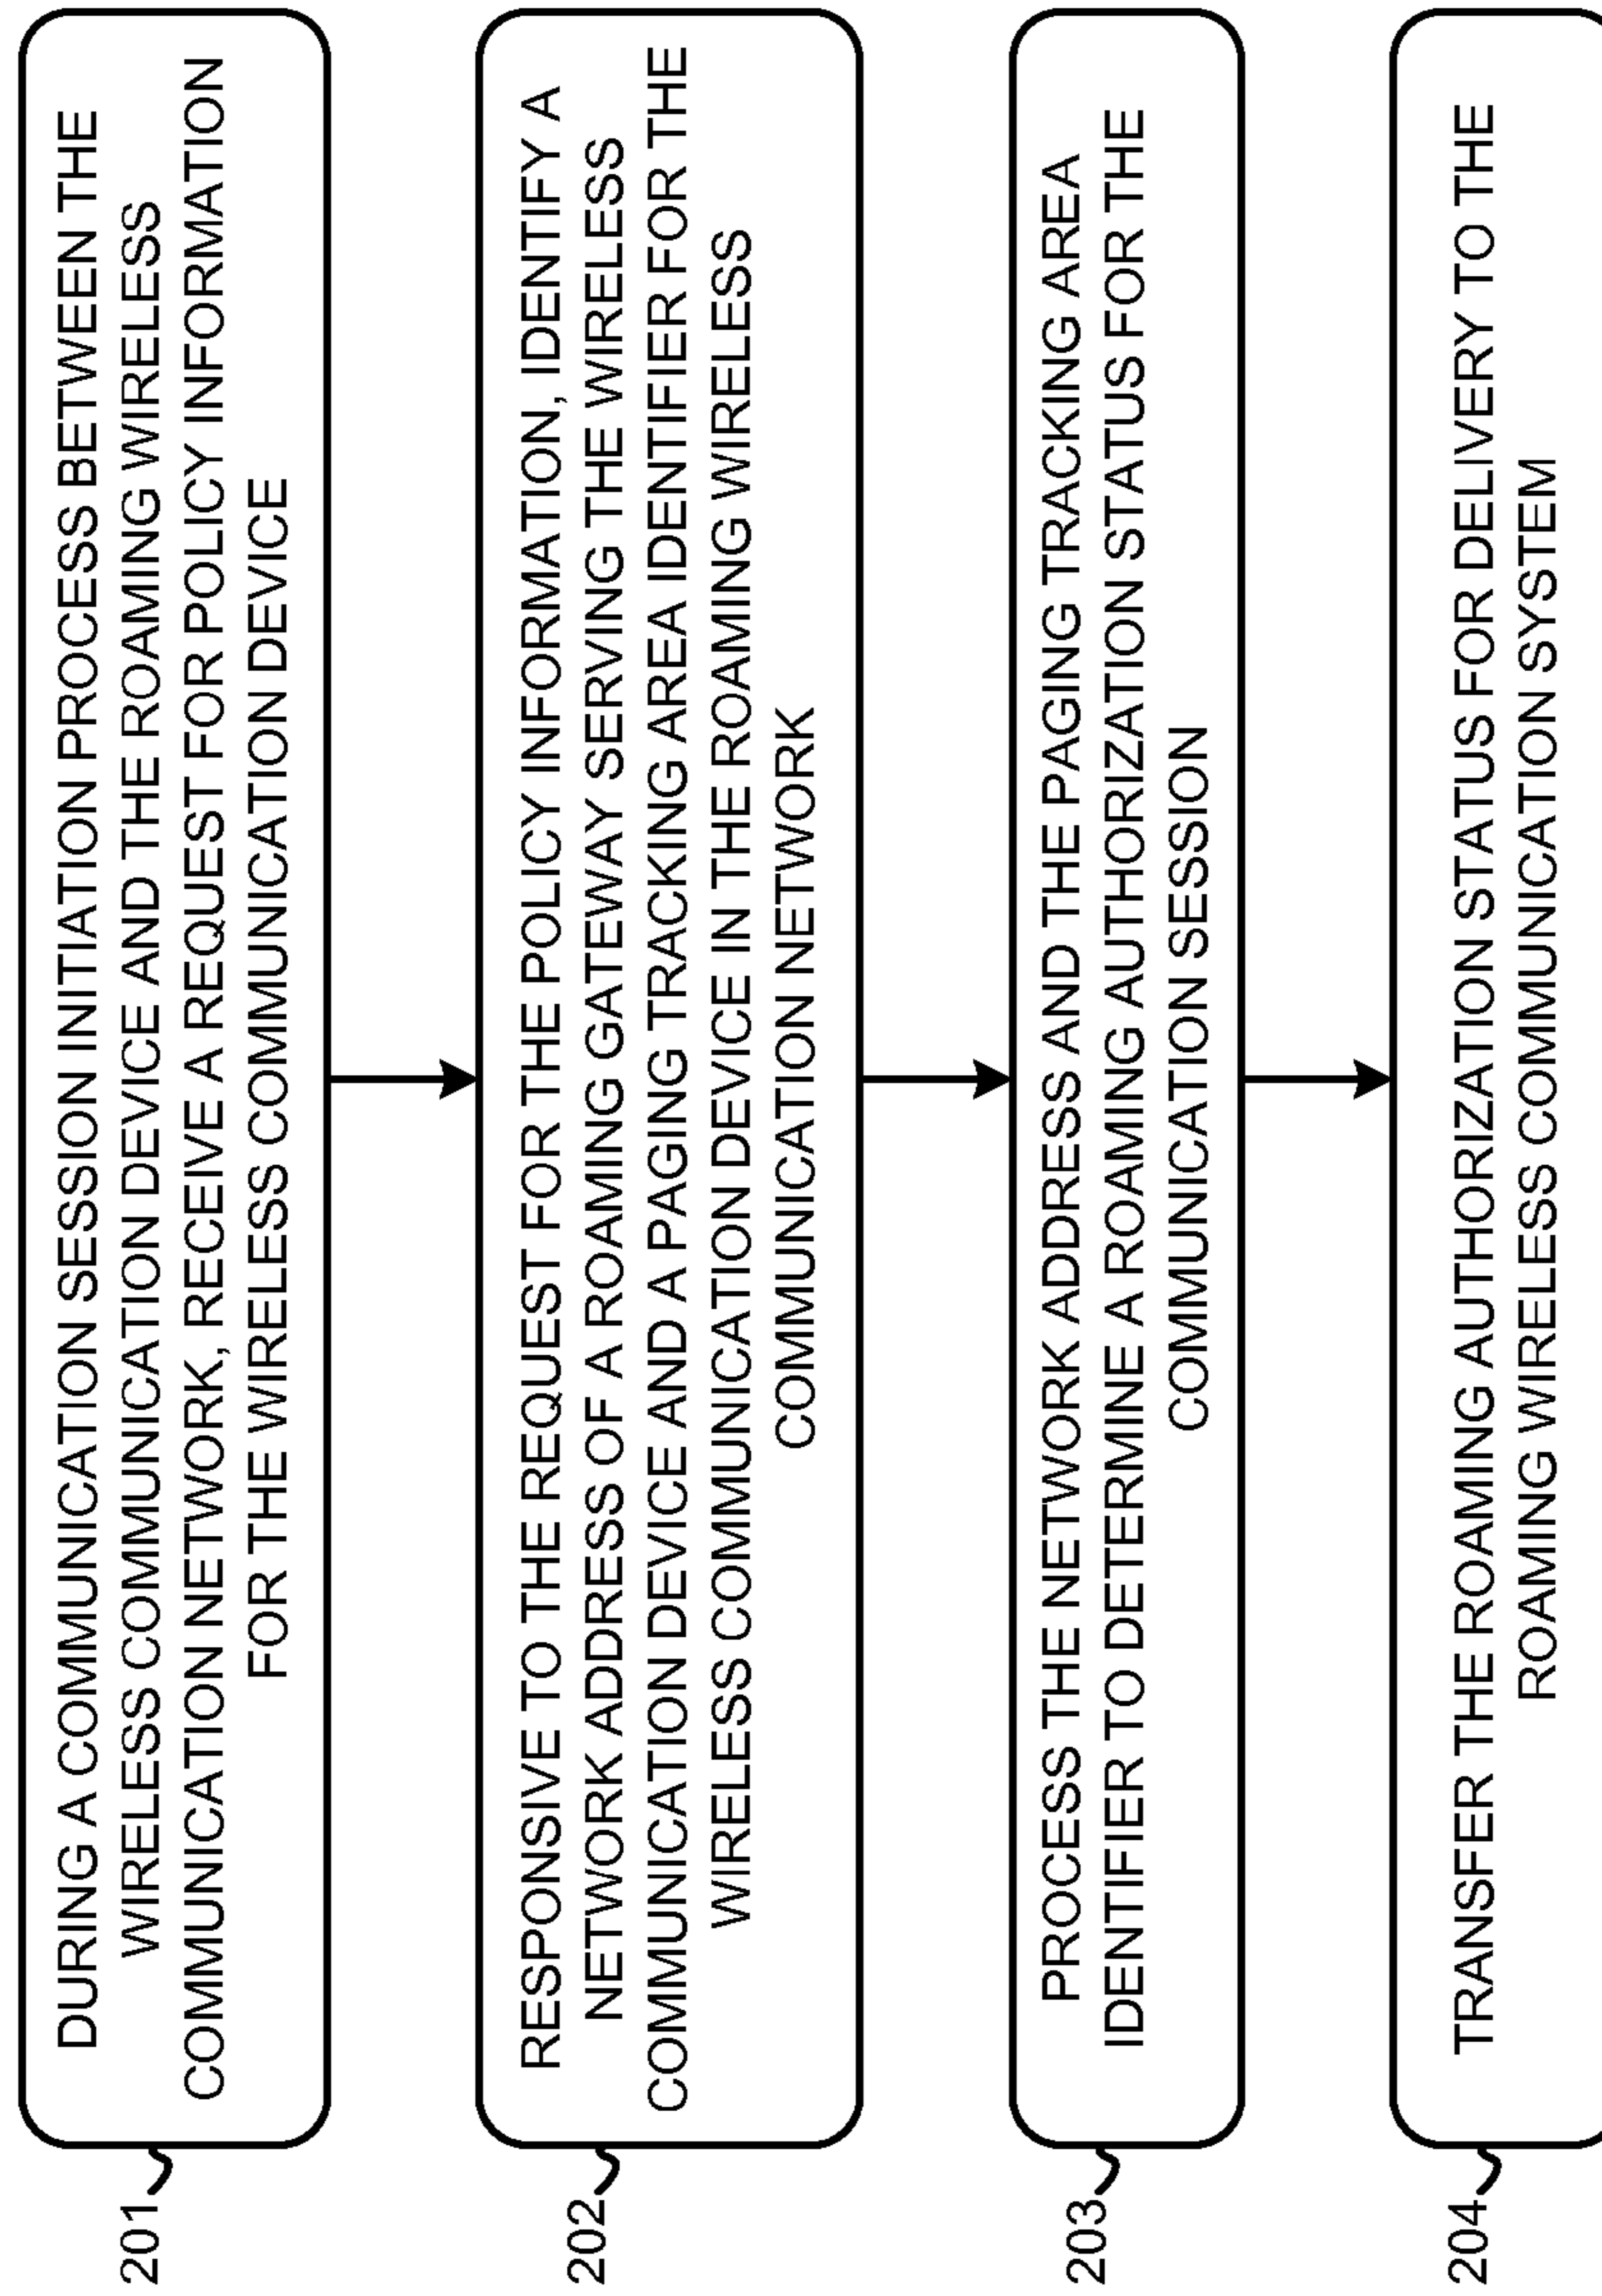 201
DURING A COMMUNICATION SESSION INITIATION PROCESS BETWEEN THE
WIRELESS COMMUNICATION DEVICE AND THE ROAMING WIRELESS
COMMUNICATION NETWORK, RECEIVE A REQUEST FOR POLICY INFORMATION
FOR THE WIRELESS COMMUNICATION DEVICE
202
RESPONSIVE TO THE REQUEST FOR THE POLICY INFORMATION, IDENTIFY A
NETWORK ADDRESS OF A ROAMING GATEWAY SERVING THE WIRELESS
COMMUNICATION DEVICE AND A PAGING TRACKING AREA IDENTIFIER FOR THE
WIRELESS COMMUNICATION DEVICE IN THE ROAMING WIRELESS
COMMUNICATION NETWORK
203
PROCESS THE NETWORK ADDRESS AND THE PAGING TRACKING AREA
IDENTIFIER TO DETERMINE A ROAMING AUTHORIZATION STATUS FOR THE
COMMUNICATION SESSION
204
TRANSFER THE ROAMING AUTHORIZATION STATUS FOR DELIVERY TO THE
ROAMING WIRELESS COMMUNICATION SYSTEM